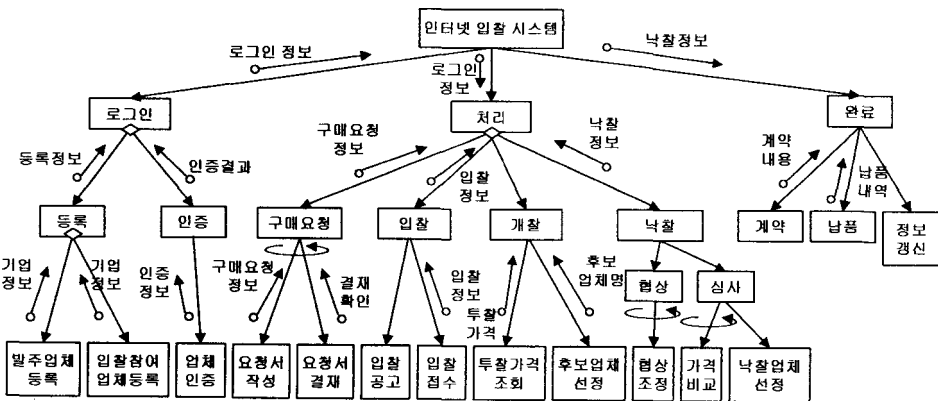 인터넷 입찰 시스템
로그인 정보
로그인
정보
낙찰정보
로그인
처리
완료
등록정보
인증결과
구매요청
정보
입찰
정보
낙찰
정보
계약
내용
납품
내역
등록
인증
구매요청
입찰
개찰
낙찰
계약
납품
정보
갱신
기업
정보
기업
정보
인증
정보
구매요청
정보
결재
확인
입찰
정보
투찰
가격
후보
업체명
협상
심사
발주업체
등록
입찰참여
업체등록
업체
인증
요청서
작성
요청서
결재
입찰
공고
입찰
접수
투찰가격
조회
후보업체
선정
협상
조정
가격
비교
낙찰업체
선정